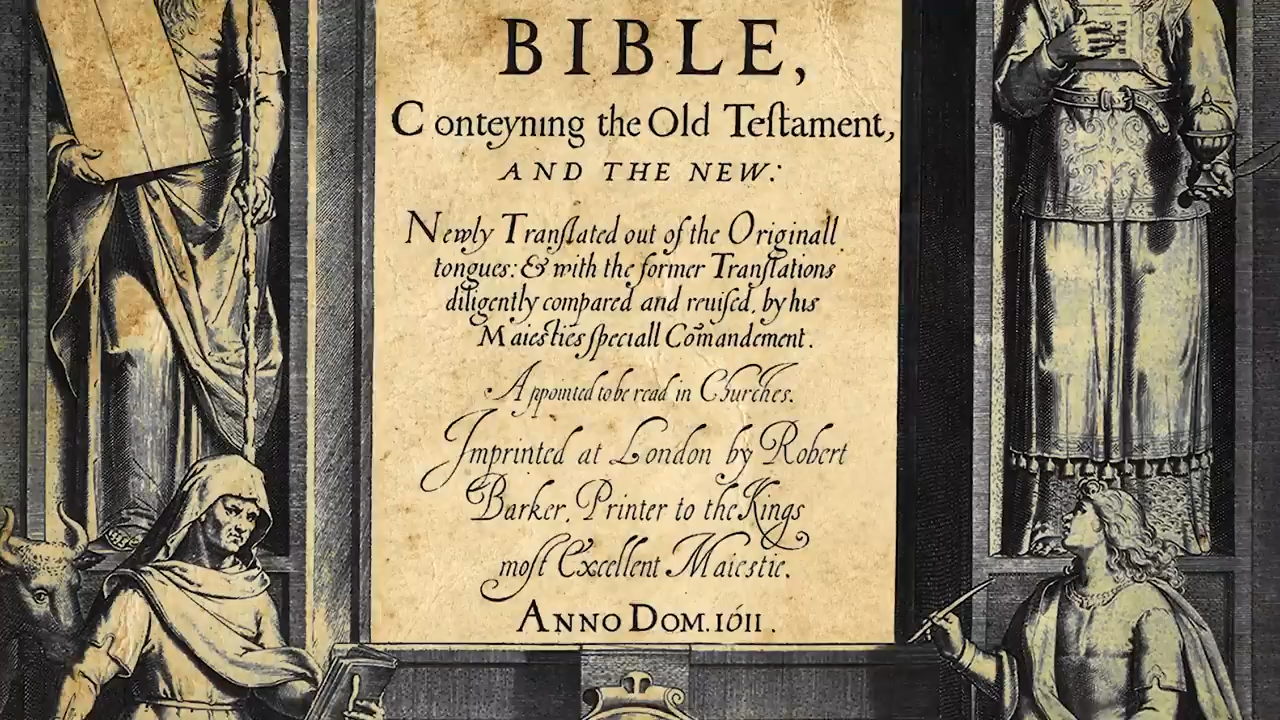 BIBLE,
Conteyning the Old Teſtament,
AND THE NEW:
Newly Tranſlated out of the Originall
tongues: & with the former Tranſlations
diligently compared and reuiſed, by his
Maieſties ſpeciall Comandement.
Appointed to be read in Churches.
Imprinted at London by Robert
Barker, Printer to the Kings
moſt Excellent Maieſtie.
ANNO DOM. 1611.